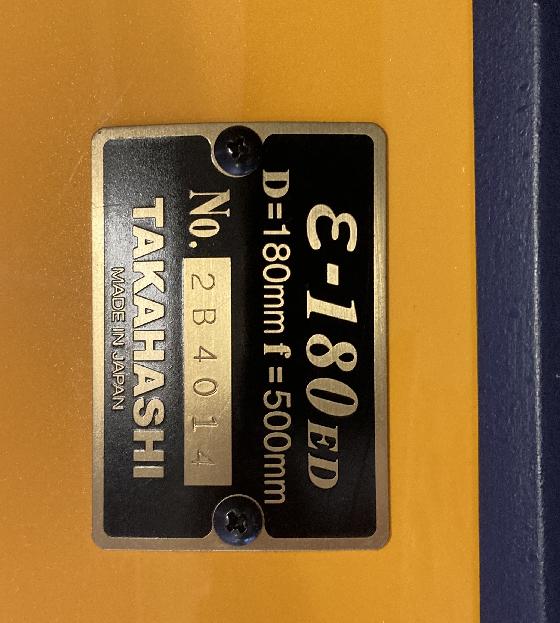 ε-180ED
D=180mm f=500mm
No. 2B4014
TAKAHASHI
MADE IN JAPAN